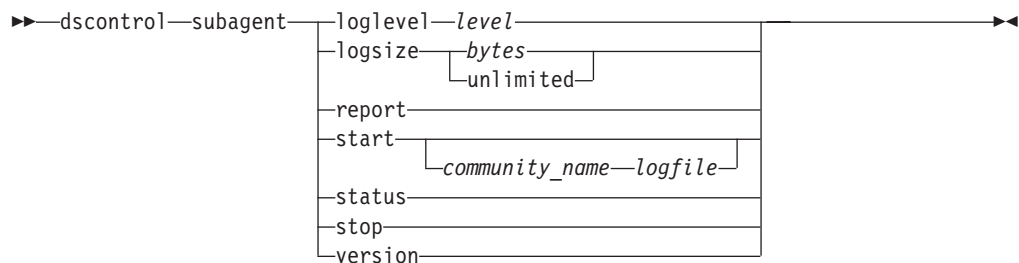 dscontrol subagent loglevel level
logsize bytes
unlimited
report
start
community_name logfile
status
stop
version